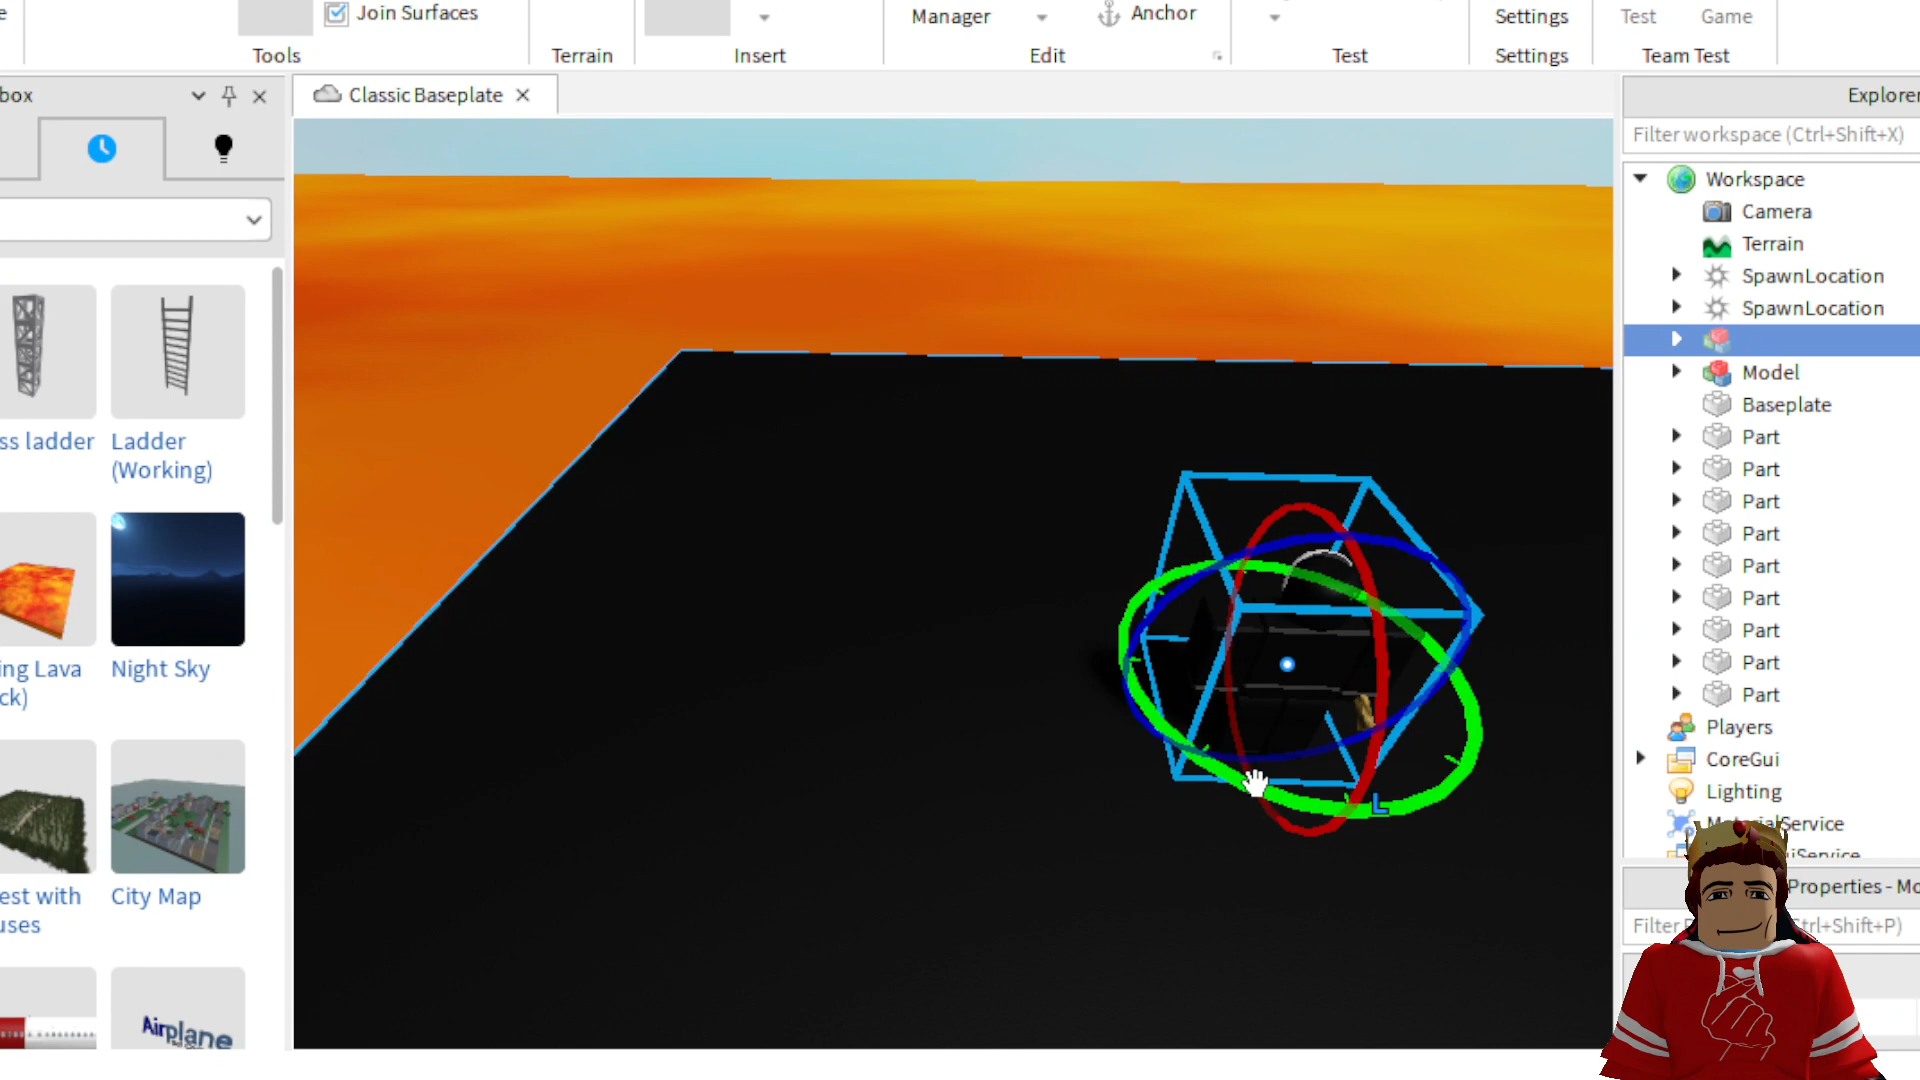 e
Join Surfaces
Manager
Anchor
Settings
Test
Game
Tools
Terrain
Insert
Edit
Test
Settings
Team Test
box
Classic Baseplate
Explorer
Filter workspace (Ctrl+Shift+X)
Workspace
Camera
Terrain
SpawnLocation
SpawnLocation
Model
Baseplate
Part
Part
Part
Part
Part
Part
Part
Part
Part
Players
CoreGui
Lighting
MaterialService
iService
ss ladder
Ladder
(Working)
ing Lava
ck)
Night Sky
est with
uses
City Map
Airplane
Properties - Mo
Filter P
trl+Shift+P)
L